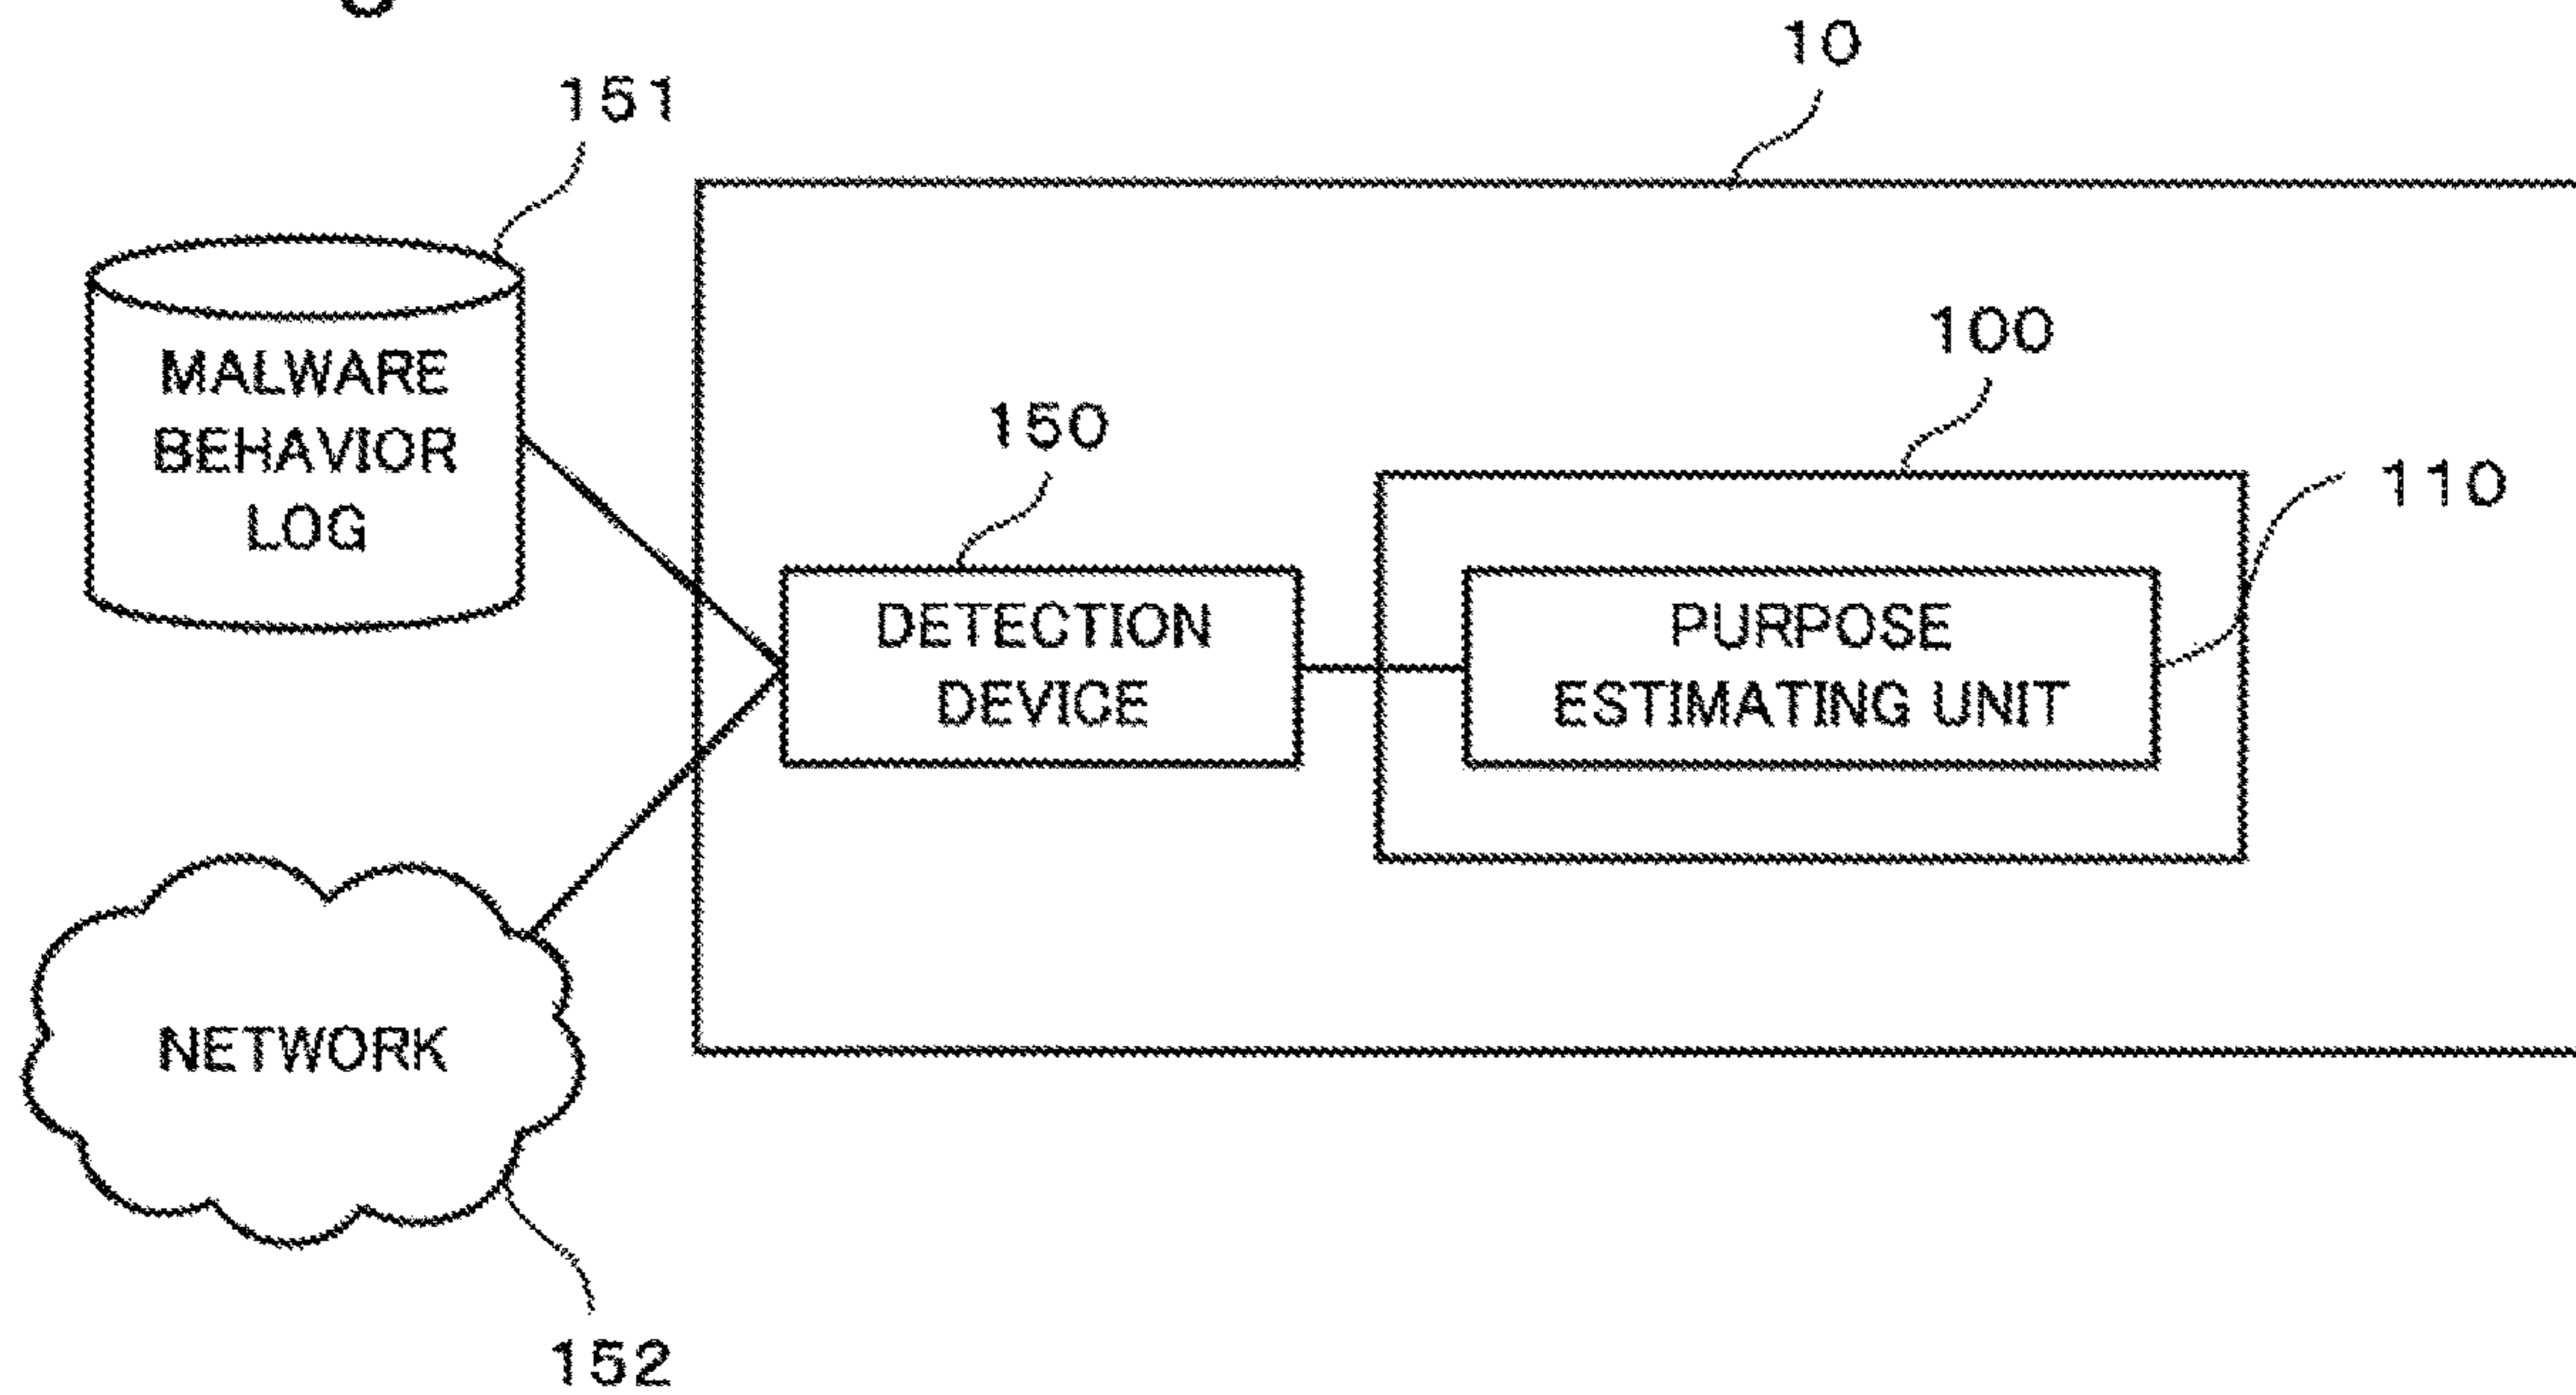 10
151
100
MALWARE
BEHAVIOR
LOG
150
110
DETECTION
DEVICE
PURPOSE
ESTIMATING UNIT
NETWORK
152